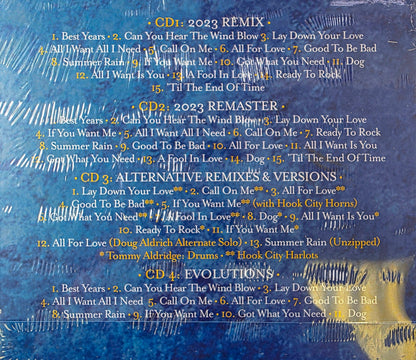 · CD1: 2023 REMIX ·
1. Best Years · 2. Can You Hear The Wind Blow · 3. Lay Down Your Love
4. All I Want All I Need · 5. Call On Me · 6. All For Love · 7. Good To Be Bad
8. Summer Rain · 9. If You Want Me · 10. Got What You Need · 11. Dog
12. All I Want Is You · 13. A Fool In Love · 14. Ready To Rock
15. 'Til The End Of Time
CD2: 2023 REMASTER ·
1. Best Years · 2. Can You Hear The Wind Blow · 3. Lay Down Your Love
4. If You Want Me · 5. All I Want All I Need · 6. Call On Me · 7. Ready To Rock
8. Summer Rain · 9. Good To Be Bad · 10. All For Love · 11. All I Want Is You
12. Got What You Need · 13. A Fool In Love · 14. Dog · 15. 'Til The End Of Time
CD 3: ALTERNATIVE REMIXES & VERSIONS ·
1. Lay Down Your Love** · 2. Call On Me** · 3. All For Love**
4. Good To Be Bad** · 5. If You Want Me** (with Hook City Horns)
6. Got What You Need** · 7. A Fool In Love** · 8. Dog* · 9. All I Want Is You*
10. Ready To Rock* · 11. If You Want Me*
12. All For Love (Doug Aldrich Alternate Solo) · 13. Summer Rain (Unzipped)
* Tommy Aldridge: Drums · ** Hook City Harlots
CD 4: EVOLUTIONS ·
1. Best Years · 2. Can You Hear The Wind Blow · 3. Lay Down Your Love
4. All I Want All I Need 5. Call On Me · 6. All For Love · 7. Good To Be Bad
8. Summer Rain · 9. If You Want Me · 10. Got What You Need · 11. Dog